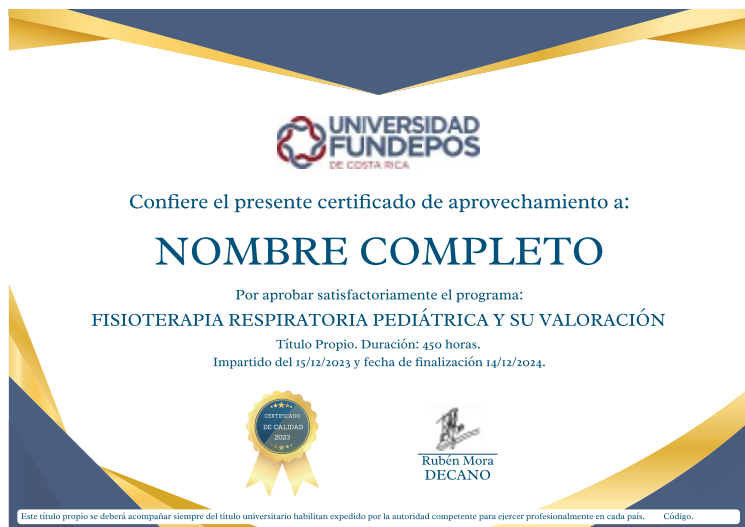 UNIVERSIDAD
FUNDEPOS
DE COSTA RICA
Confiere el presente certificado de aprovechamiento a:
NOMBRE COMPLETO
Por aprobar satisfactoriamente el programa:
FISIOTERAPIA RESPIRATORIA PEDIÁTRICA Y SU VALORACIÓN
Título Propio. Duración: 450 horas.
Impartido del 15/12/2023 y fecha de finalización 14/12/2024.
CERTIFICADO
DE CALIDAD
2023
Rubén Mora
DECANO
Este título propio se deberá acompañar siempre del título universitario habilitan expedido por la autoridad competente para ejercer profesionalmente en cada país. Código.